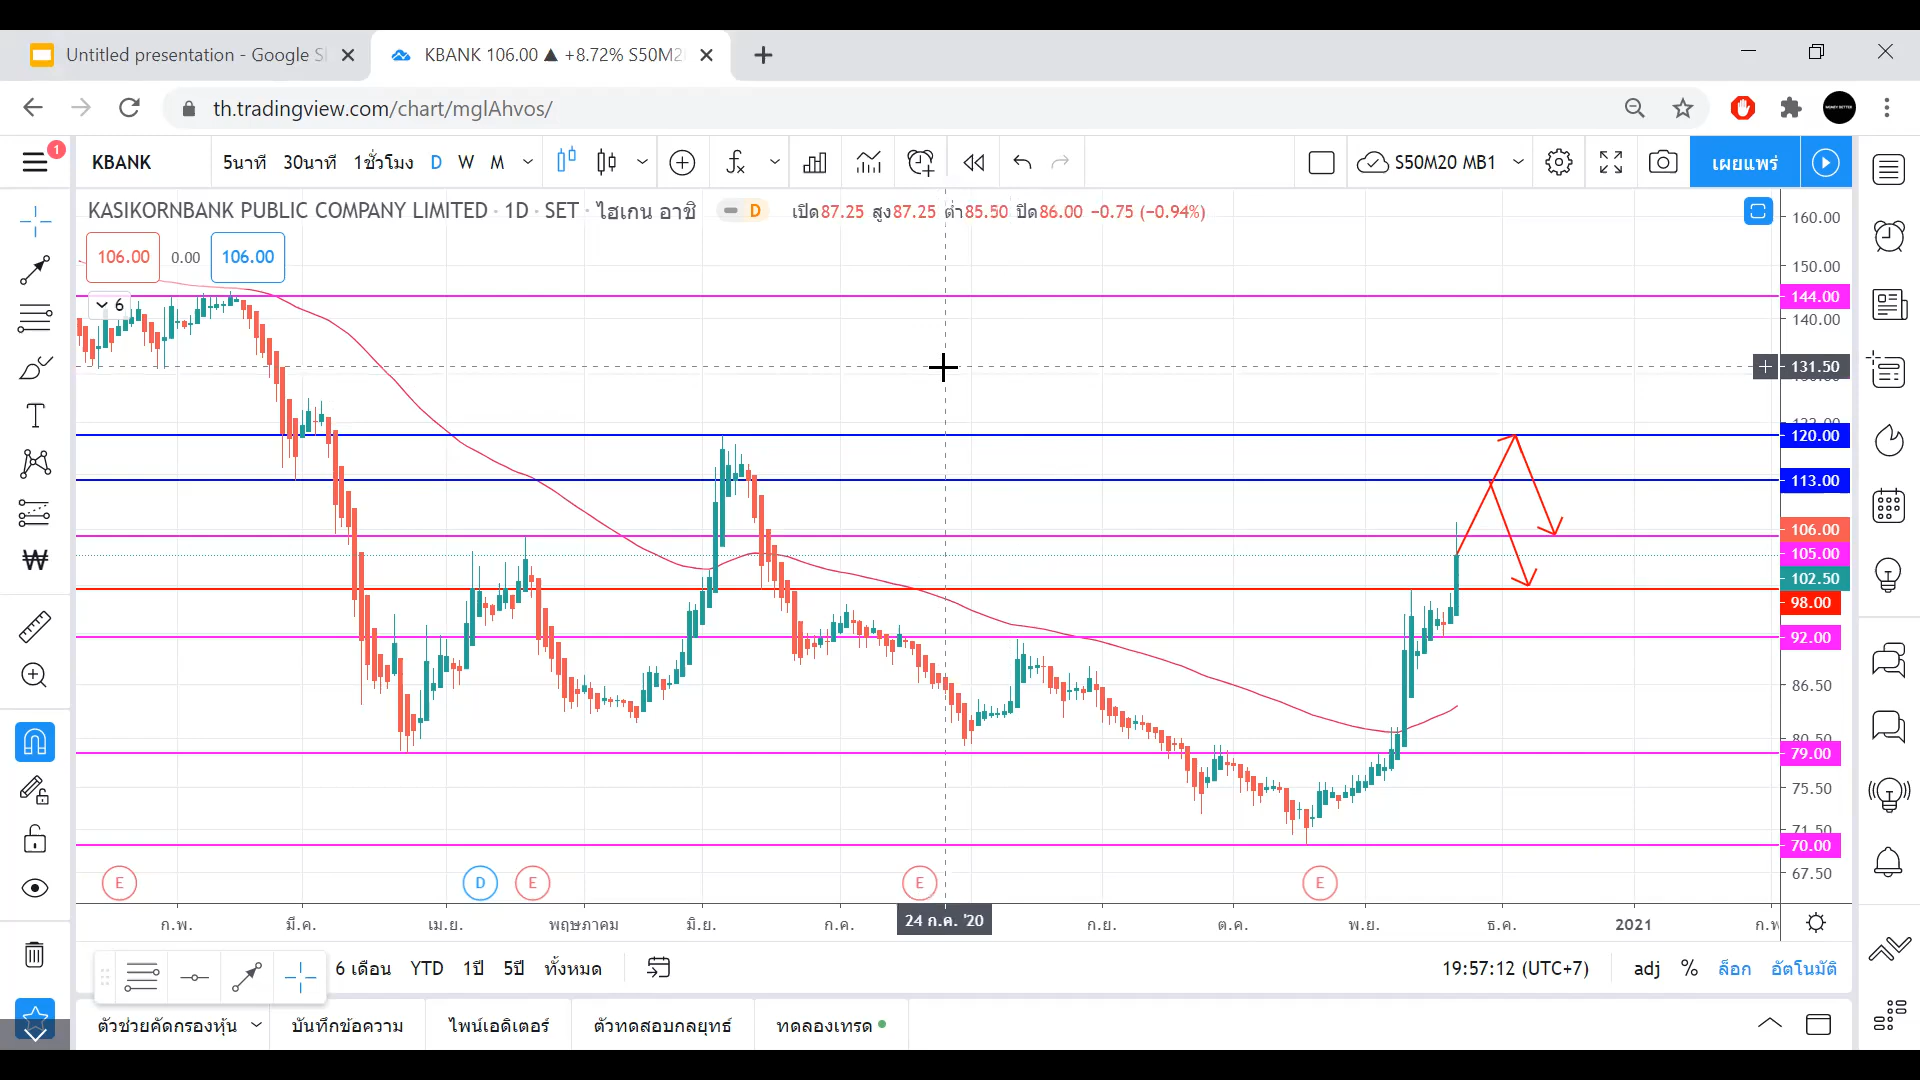 Untitled presentation - Google Sl
KBANK 106.00 ▲ +8.72% S50M2
th.tradingview.com/chart/mglAhvos/
1
KBANK
5นาที 30นาที 1ชั่วโมง D W M
S50M20 MB1
เผยแพร่
KASIKORNBANK PUBLIC COMPANY LIMITED · 1D · SET · ไฮเกน อาชิ
D
เปิด87.25 สูง87.25 ต่ำ85.50 ปิด86.00 −0.75 (−0.94%)
106.00 0.00 106.00
6
160.00
150.00
144.00
140.00
131.50
120.00
113.00
106.00
105.00
102.50
98.00
92.00
86.50
80.50
79.00
75.50
71.50
70.00
67.50
E D E E E
ก.พ. มี.ค. เม.ย. พฤษภาคม มิ.ย. ก.ค. 24 ก.ค. '20 ก.ย. ต.ค. พ.ย. ธ.ค. 2021 ก.พ
6 เดือน YTD 1ปี 5ปี ทั้งหมด
19:57:12 (UTC+7) adj % ล็อก อัตโนมัติ
ตัวช่วยคัดกรองหุ้น บันทึกข้อความ ไพน์เอดิเตอร์ ตัวทดสอบกลยุทธ์ ทดลองเทรด